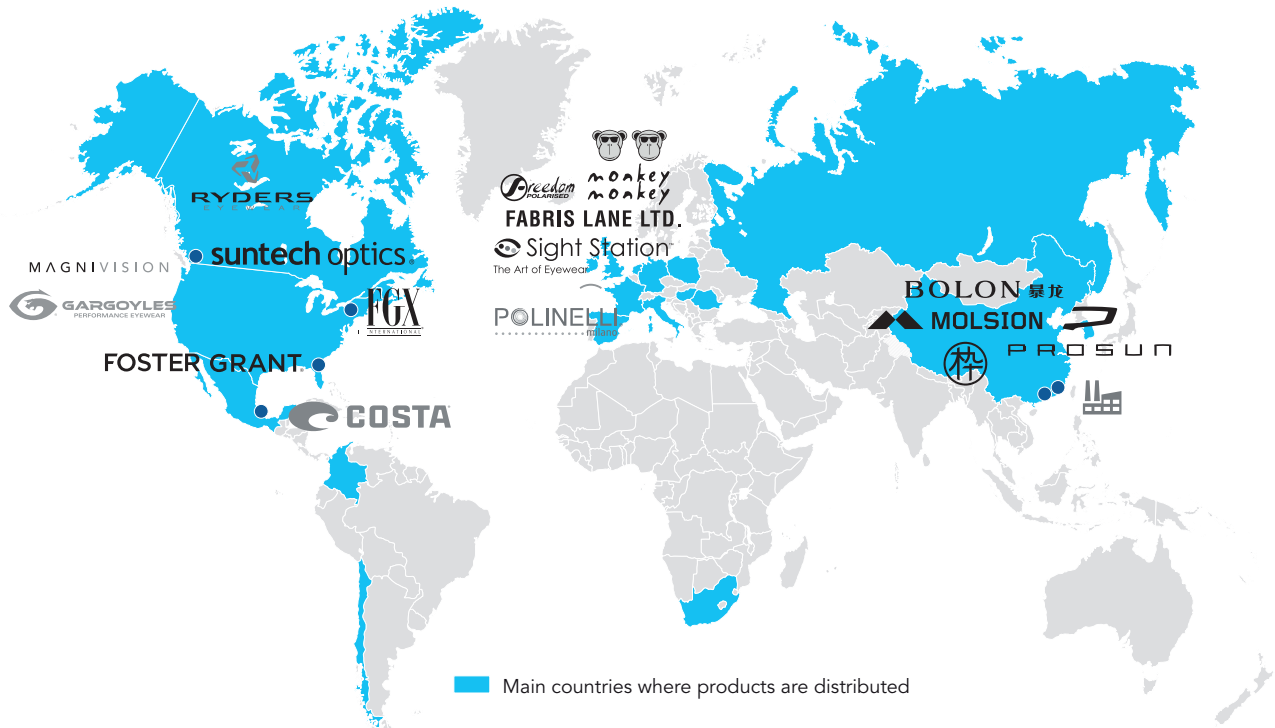 RYDERS
EYEWEAR
suntech optics
MAGNIVISION
GARGOYLES
PERFORMANCE EYEWEAR
FGX
INTERNATIONAL
FOSTER GRANT
COSTA
monkey
monkey
Freedom
POLARISED
FABRIS LANE LTD.
Sight Station
The Art of Eyewear
POLINELLI
milano
BOLON 暴龙
MOLSION
PROSUN
枠
Main countries where products are distributed